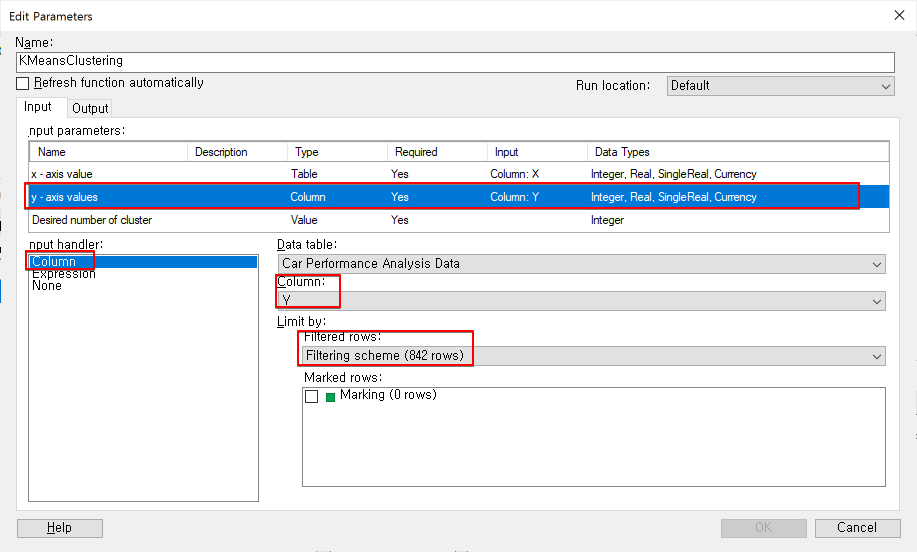 Edit Parameters
Name:
KMeansClustering
Refresh function automatically
Run location: Default
Input Output
nput parameters:
Name Description Type Required Input Data Types
x - axis value Table Yes Column: X Integer, Real, SingleReal, Currency
y - axis values Column Yes Column: Y Integer, Real, SingleReal, Currency
Desired number of cluster Value Yes Integer
nput handler:
Column
Expression
None
Data table:
Car Performance Analysis Data
Column:
Y
Limit by:
Filtered rows:
Filtering scheme (842 rows)
Marked rows:
Marking (0 rows)
Help OK Cancel